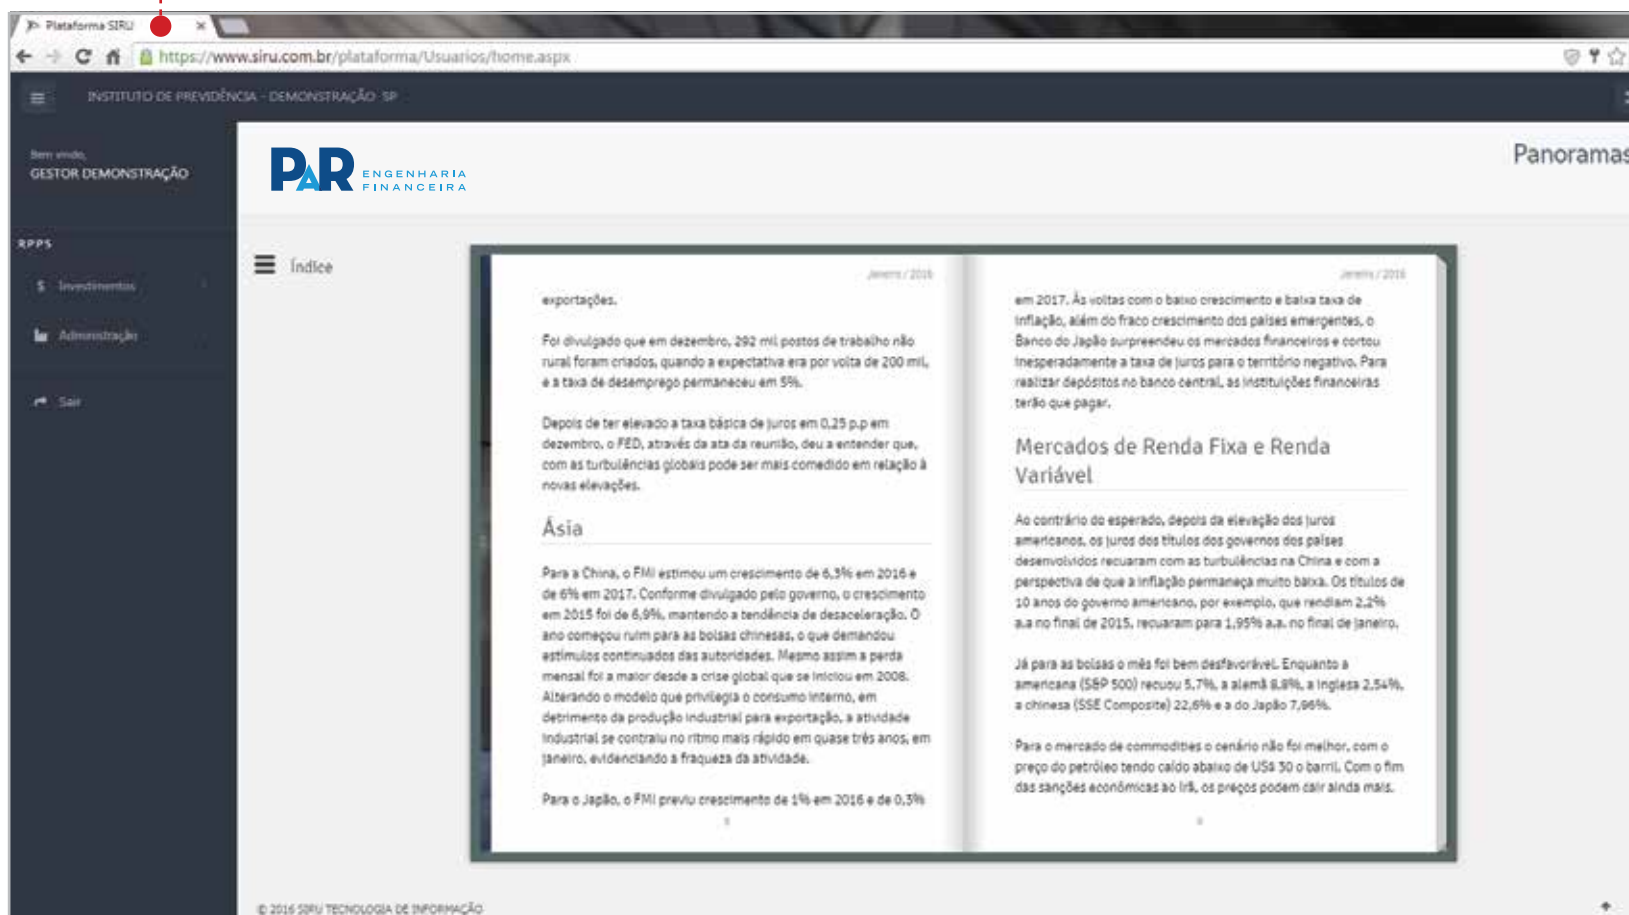 Plataforma SIRU
https://www.siru.com.br/plataforma/Usuarios/home.aspx
INSTITUTO DE PREVIDÊNCIA - DEMONSTRAÇÃO SP
Bem vindo,
GESTOR DEMONSTRAÇÃO
PAR ENGENHARIA
FINANCEIRA
Panoramas
RPPS
Investimentos
Administração
Sair
Índice
Janeiro / 2016
exportações.
Foi divulgado que em dezembro, 292 mil postos de trabalho não
rural foram criados, quando a expectativa era por volta de 200 mil,
e a taxa de desemprego permaneceu em 5%.
Depois de ter elevado a taxa básica de juros em 0,25 p.p em
dezembro, o FED, através da ata da reunião, deu a entender que,
com as turbulências globais pode ser mais comedido em relação à
novas elevações.
Ásia
Para a China, o FMI estimou um crescimento de 6,3% em 2016 e
de 6% em 2017. Conforme divulgado pelo governo, o crescimento
em 2015 foi de 6,9%, mantendo a tendência de desaceleração. O
ano começou ruim para as bolsas chinesas, o que demandou
estímulos continuados das autoridades. Mesmo assim a perda
mensal foi a maior desde a crise global que se iniciou em 2008.
Alterando o modelo que privilegia o consumo interno, em
detrimento da produção industrial para exportação, a atividade
industrial se contraiu no ritmo mais rápido em quase três anos, em
janeiro, evidenciando a fraqueza da atividade.
Para o Japão, o FMI previu crescimento de 1% em 2016 e de 0,3%
Janeiro / 2016
em 2017. Às voltas com o baixo crescimento e baixa taxa de
inflação, além do fraco crescimento dos países emergentes, o
Banco do Japão surpreendeu os mercados financeiros e cortou
inesperadamente a taxa de juros para o território negativo. Para
realizar depósitos no banco central, as instituições financeiras
terão que pagar.
Mercados de Renda Fixa e Renda
Variável
Ao contrário do esperado, depois da elevação dos juros
americanos, os juros dos títulos dos governos dos países
desenvolvidos recuaram com as turbulências na China e com a
perspectiva de que a inflação permaneça muito baixa. Os títulos de
10 anos do governo americano, por exemplo, que rendiam 2,2%
a.a no final de 2015, recuaram para 1,95% a.a. no final de janeiro.
Já para as bolsas o mês foi bem desfavorável. Enquanto a
americana (S&P 500) recuou 5,7%, a alemã 8,8%, a inglesa 2,54%,
a chinesa (SSE Composite) 22,6% e a do Japão 7,96%.
Para o mercado de commodities o cenário não foi melhor, com o
preço do petróleo tendo caído abaixo de US$ 30 o barril. Com o fim
das sanções econômicas ao Irã, os preços podem cair ainda mais.
© 2016 SIRU TECNOLOGIA DE INFORMAÇÃO